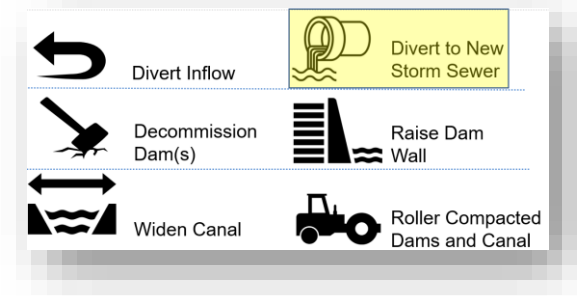 Divert Inflow
Divert to New
Storm Sewer
Decommission
Dam(s)
Raise Dam
Wall
Widen Canal
Roller Compacted
Dams and Canal